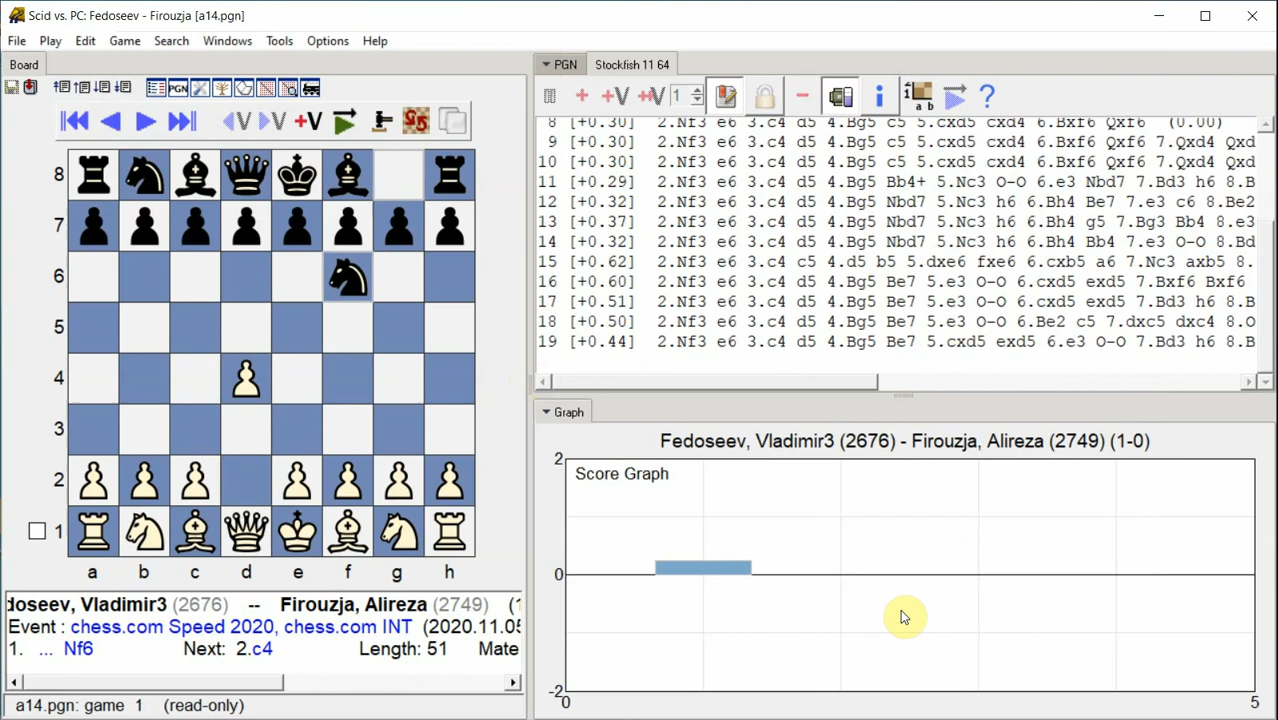 Scid vs. PC: Fedoseev - Firouzja [a14.pgn]
File Play Edit Game Search Windows Tools Options Help
Board
PGN
8
7
6
5
4
3
2
1
a b c d e f g h
doseev, Vladimir3 (2676) -- Firouzja, Alireza (2749) (1
Event : chess.com Speed 2020, chess.com INT (2020.11.05
1. ... Nf6 Next: 2.c4 Length: 51 Mate
a14.pgn: game 1 (read-only)
PGN Stockfish 11 64
+ +V ++V 1 - i a b ?
8 [+0.30] 2.Nf3 e6 3.c4 d5 4.Bg5 c5 5.cxd5 cxd4 6.Bxf6 Qxf6 (0.00)
9 [+0.30] 2.Nf3 e6 3.c4 d5 4.Bg5 c5 5.cxd5 cxd4 6.Bxf6 Qxf6 7.Qxd4 Qxd
10 [+0.30] 2.Nf3 e6 3.c4 d5 4.Bg5 c5 5.cxd5 cxd4 6.Bxf6 Qxf6 7.Qxd4 Qxd
11 [+0.29] 2.Nf3 e6 3.c4 d5 4.Bg5 Bb4+ 5.Nc3 O-O 6.e3 Nbd7 7.Bd3 h6 8.B
12 [+0.32] 2.Nf3 e6 3.c4 d5 4.Bg5 Nbd7 5.Nc3 h6 6.Bh4 Be7 7.e3 c6 8.Be2
13 [+0.37] 2.Nf3 e6 3.c4 d5 4.Bg5 Nbd7 5.Nc3 h6 6.Bh4 g5 7.Bg3 Bb4 8.e3
14 [+0.32] 2.Nf3 e6 3.c4 d5 4.Bg5 Nbd7 5.Nc3 h6 6.Bh4 Bb4 7.e3 O-O 8.Bd
15 [+0.62] 2.Nf3 e6 3.c4 c5 4.d5 b5 5.dxe6 fxe6 6.cxb5 a6 7.Nc3 axb5 8.
16 [+0.60] 2.Nf3 e6 3.c4 d5 4.Bg5 Be7 5.e3 O-O 6.cxd5 exd5 7.Bxf6 Bxf6
17 [+0.51] 2.Nf3 e6 3.c4 d5 4.Bg5 Be7 5.cxd5 exd5 6.e3 O-O 7.Bd3 h6 8.B
18 [+0.50] 2.Nf3 e6 3.c4 d5 4.Bg5 Be7 5.e3 O-O 6.Be2 c5 7.dxc5 dxc4 8.O
19 [+0.44] 2.Nf3 e6 3.c4 d5 4.Bg5 Be7 5.cxd5 exd5 6.e3 O-O 7.Bd3 h6 8.B
Graph
Fedoseev, Vladimir3 (2676) - Firouzja, Alireza (2749) (1-0)
2
Score Graph
0
-2
0 5